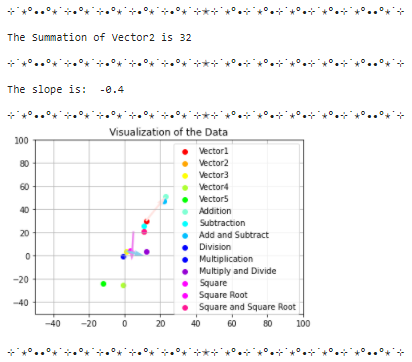 The Summation of Vector2 is 32
The slope is: -0.4
Visualization of the Data
100
80
60
40
20
0
−20
−40
−40
−20
0
20
40
60
80
100
Vector1
Vector2
Vector3
Vector4
Vector5
Addition
Subtraction
Add and Subtract
Division
Multiplication
Multiply and Divide
Square
Square Root
Square and Square Root